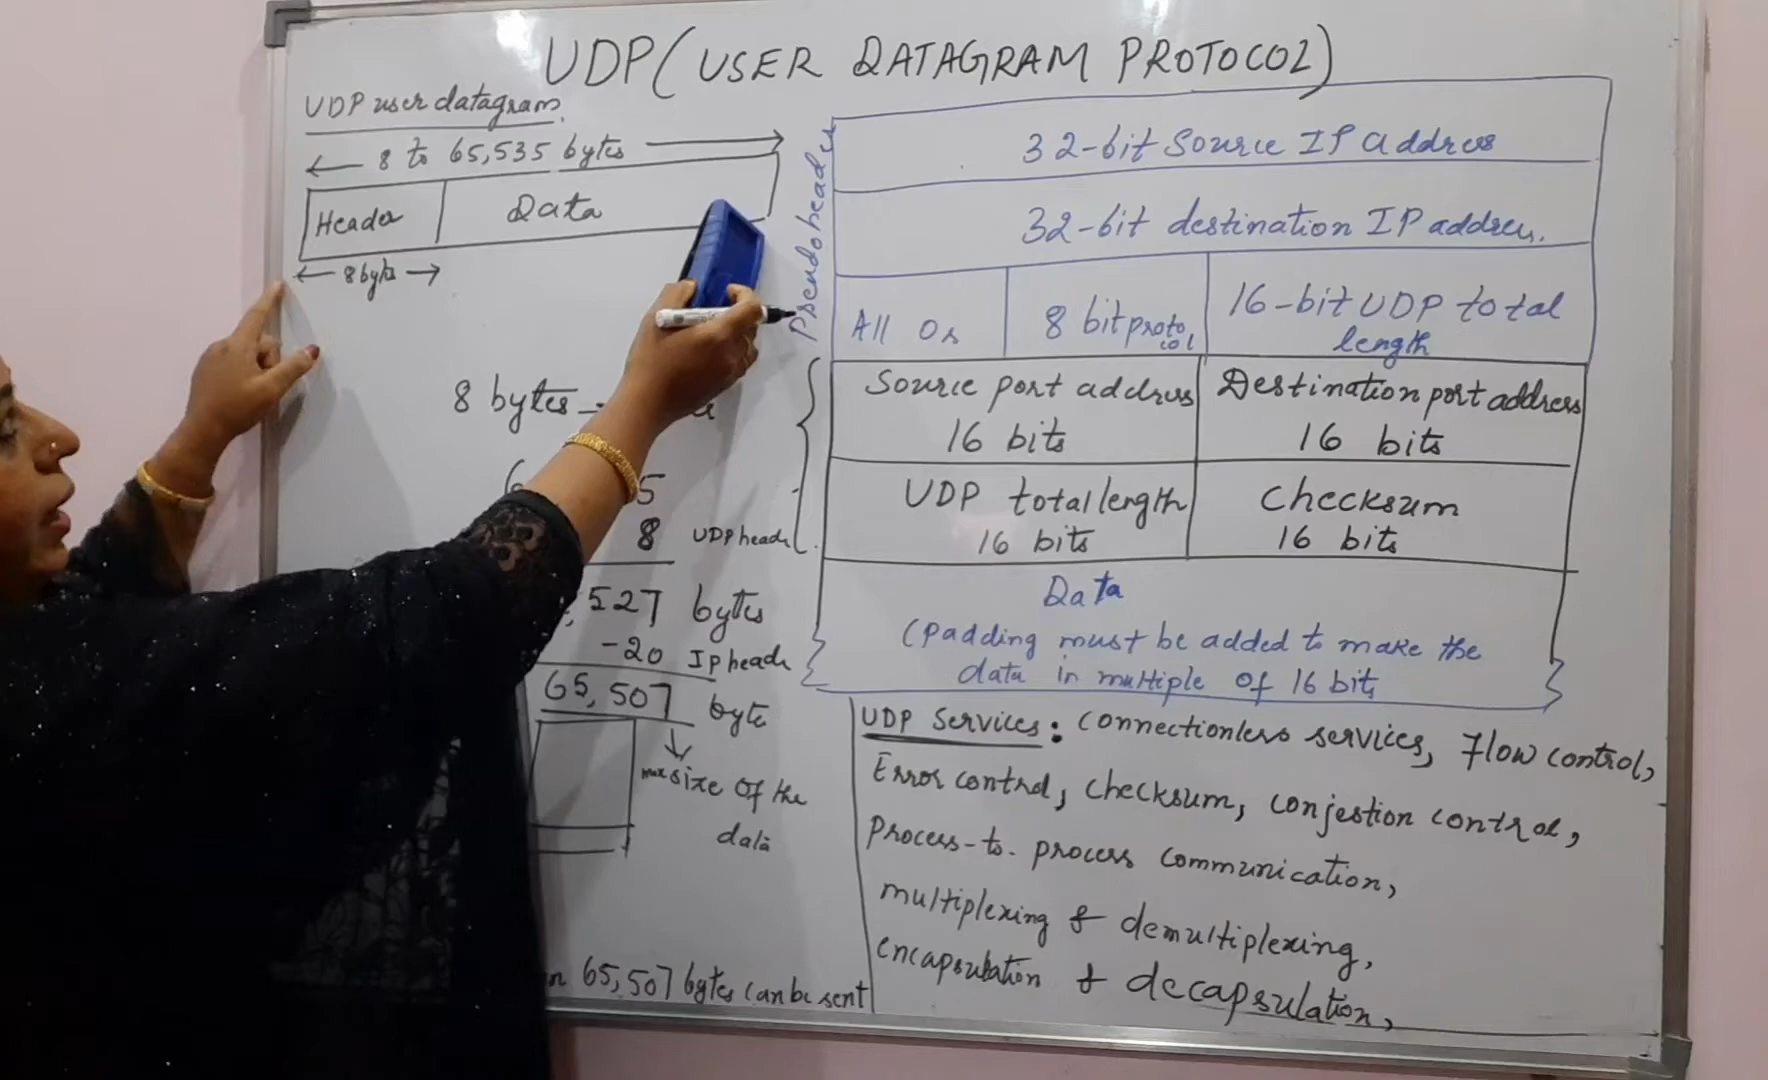 UDP (USER DATAGRAM PROTOCOL)
UDP user datagram.
8 to 65,535 bytes
Header
Data
8 byte
8 bytes
5
8 UDP header
527 bytes
-20 IP header
65,507 byte
max size of the
data
65,507 bytes can be sent
Pseudoheader
32-bit Source IP address
32-bit destination IP address.
All 0s
8 bit protocol
16-bit UDP total
length
Source port address
16 bits
Destination port address
16 bits
UDP total length
16 bits
Checksum
16 bits
Data
(Padding must be added to make the
data in multiple of 16 bits
UDP Services: Connectionless services, Flow control,
Error control, checksum, conjestion control,
Process-to-process communication,
multiplexing & demultiplexing,
encapsulation & decapsulation,